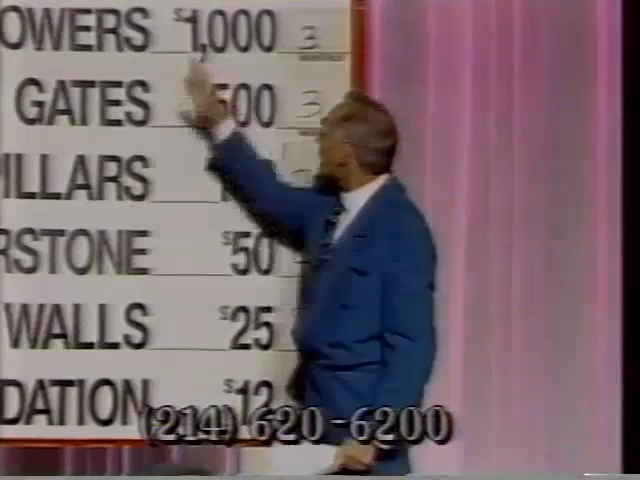 OWERS $1,000 3
GATES 500 3
ILLARS
RSTONE $50
WALLS $25
DATION $12
(214) 620-6200